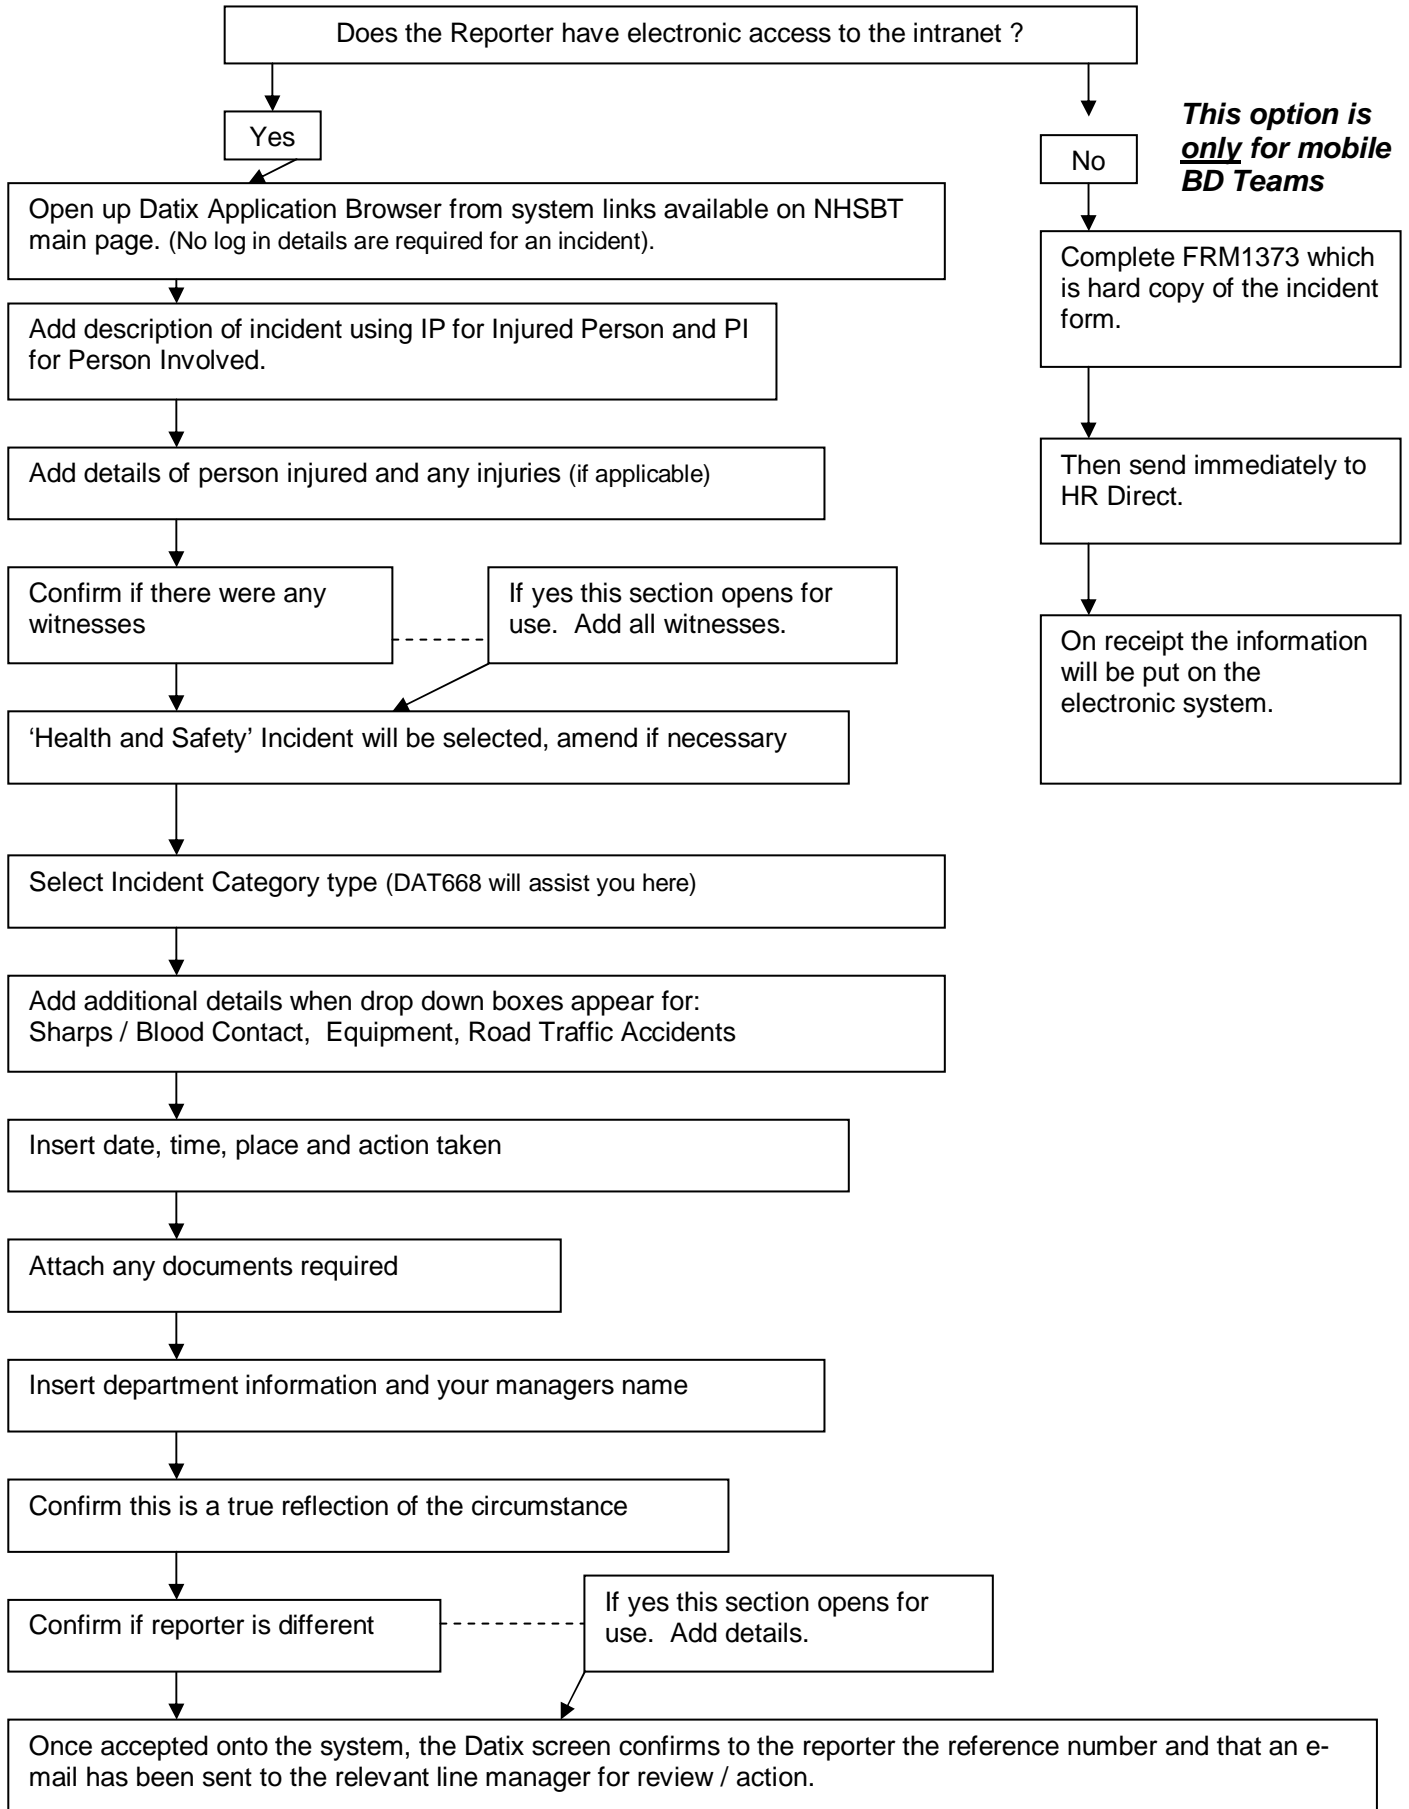 Does the Reporter have electronic access to the intranet ?
Yes
This option is
only for mobile
BD Teams
No
Open up Datix Application Browser from system links available on NHSBT
main page. (No log in details are required for an incident).
Complete FRM1373 which
is hard copy of the incident
form.
Add description of incident using IP for Injured Person and PI
for Person Involved.
Then send immediately to
HR Direct.
Add details of person injured and any injuries (if applicable)
Confirm if there were any
witnesses
If yes this section opens for
use.  Add all witnesses.
On receipt the information
will be put on the
electronic system.
‘Health and Safety’ Incident will be selected, amend if necessary
Select Incident Category type (DAT668 will assist you here)
Add additional details when drop down boxes appear for:
Sharps / Blood Contact,  Equipment, Road Traffic Accidents
Insert date, time, place and action taken
Attach any documents required
Insert department information and your managers name
Confirm this is a true reflection of the circumstance
Confirm if reporter is different
If yes this section opens for
use.  Add details.
Once accepted onto the system, the Datix screen confirms to the reporter the reference number and that an e-
mail has been sent to the relevant line manager for review / action.